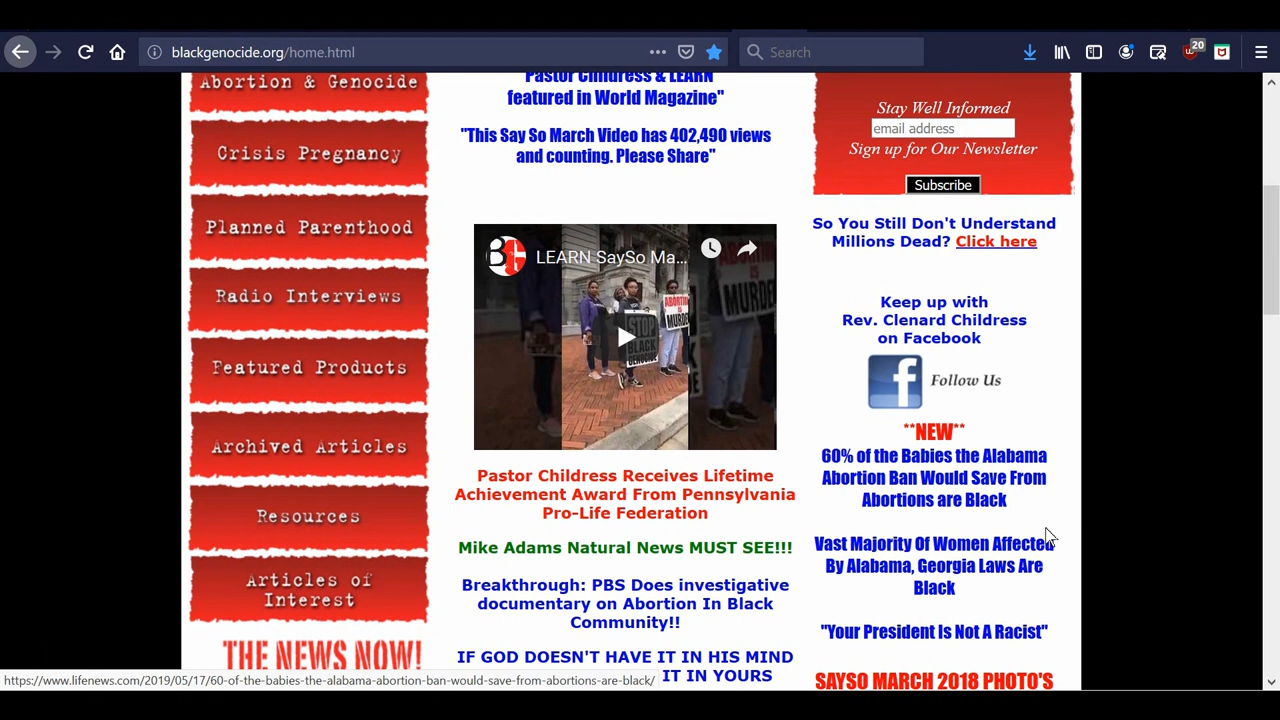 blackgenocide.org/home.html
Search
20
Abortion & Genocide
Crisis Pregnancy
Planned Parenthood
Radio Interviews
Featured Products
Archived Articles
Resources
Articles of
Interest
THE NEWS NOW!
Pastor Childress & LEARN
featured in World Magazine"
"This Say So March Video has 402,490 views
and counting. Please Share"
LEARN SaySo Ma...
ABORTION
IS
MURDER
STOP
BLACK
GENOCIDE
Pastor Childress Receives Lifetime
Achievement Award From Pennsylvania
Pro-Life Federation
Mike Adams Natural News MUST SEE!!!
Breakthrough: PBS Does investigative
documentary on Abortion In Black
Community!!
IF GOD DOESN'T HAVE IT IN HIS MIND
IT IN YOURS
Stay Well Informed
email address
Sign up for Our Newsletter
Subscribe
So You Still Don't Understand
Millions Dead? Click here
Keep up with
Rev. Clenard Childress
on Facebook
f Follow Us
**NEW**
60% of the Babies the Alabama
Abortion Ban Would Save From
Abortions are Black
Vast Majority Of Women Affected
By Alabama, Georgia Laws Are
Black
"Your President Is Not A Racist"
SAYSO MARCH 2018 PHOTO'S
https://www.lifenews.com/2019/05/17/60-of-the-babies-the-alabama-abortion-ban-would-save-from-abortions-are-black/